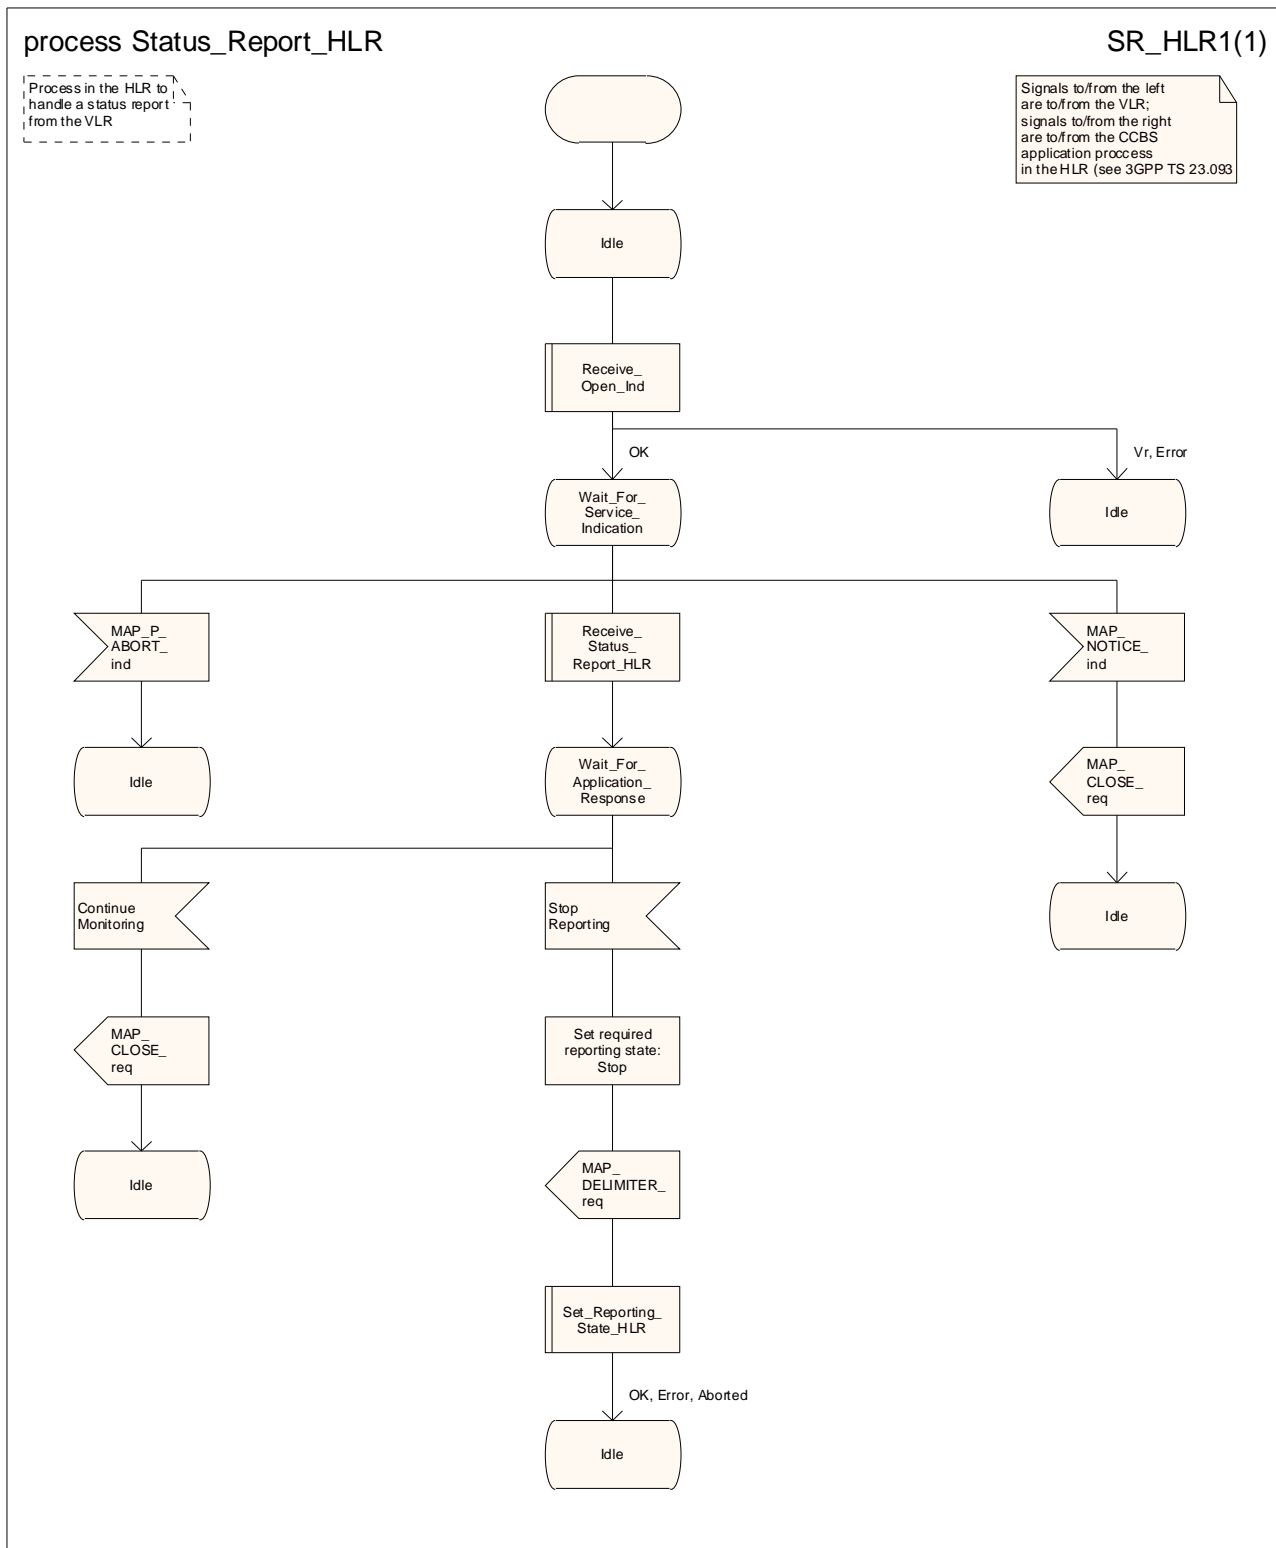 process Status_Report_HLR
SR_HLR1(1)
Process in the HLR to
handle a status report
from the VLR
Signals to/from the left
are to/from the VLR;
signals to/from the right
are to/from the CCBS
application proccess
in the HLR (see 3GPP TS 23.093
Idle
Receive_
Open_Ind
OK
Vr, Error
Wait_For_
Service_
Indication
Idle
MAP_P_
ABORT_
ind
Receive_
Status_
Report_HLR
MAP_
NOTICE_
ind
Idle
Wait_For_
Application_
Response
MAP_
CLOSE_
req
Continue
Monitoring
Stop
Reporting
Idle
MAP_
CLOSE_
req
Set required
reporting state:
Stop
Idle
MAP_
DELIMITER_
req
Set_Reporting_
State_HLR
OK, Error, Aborted
Idle